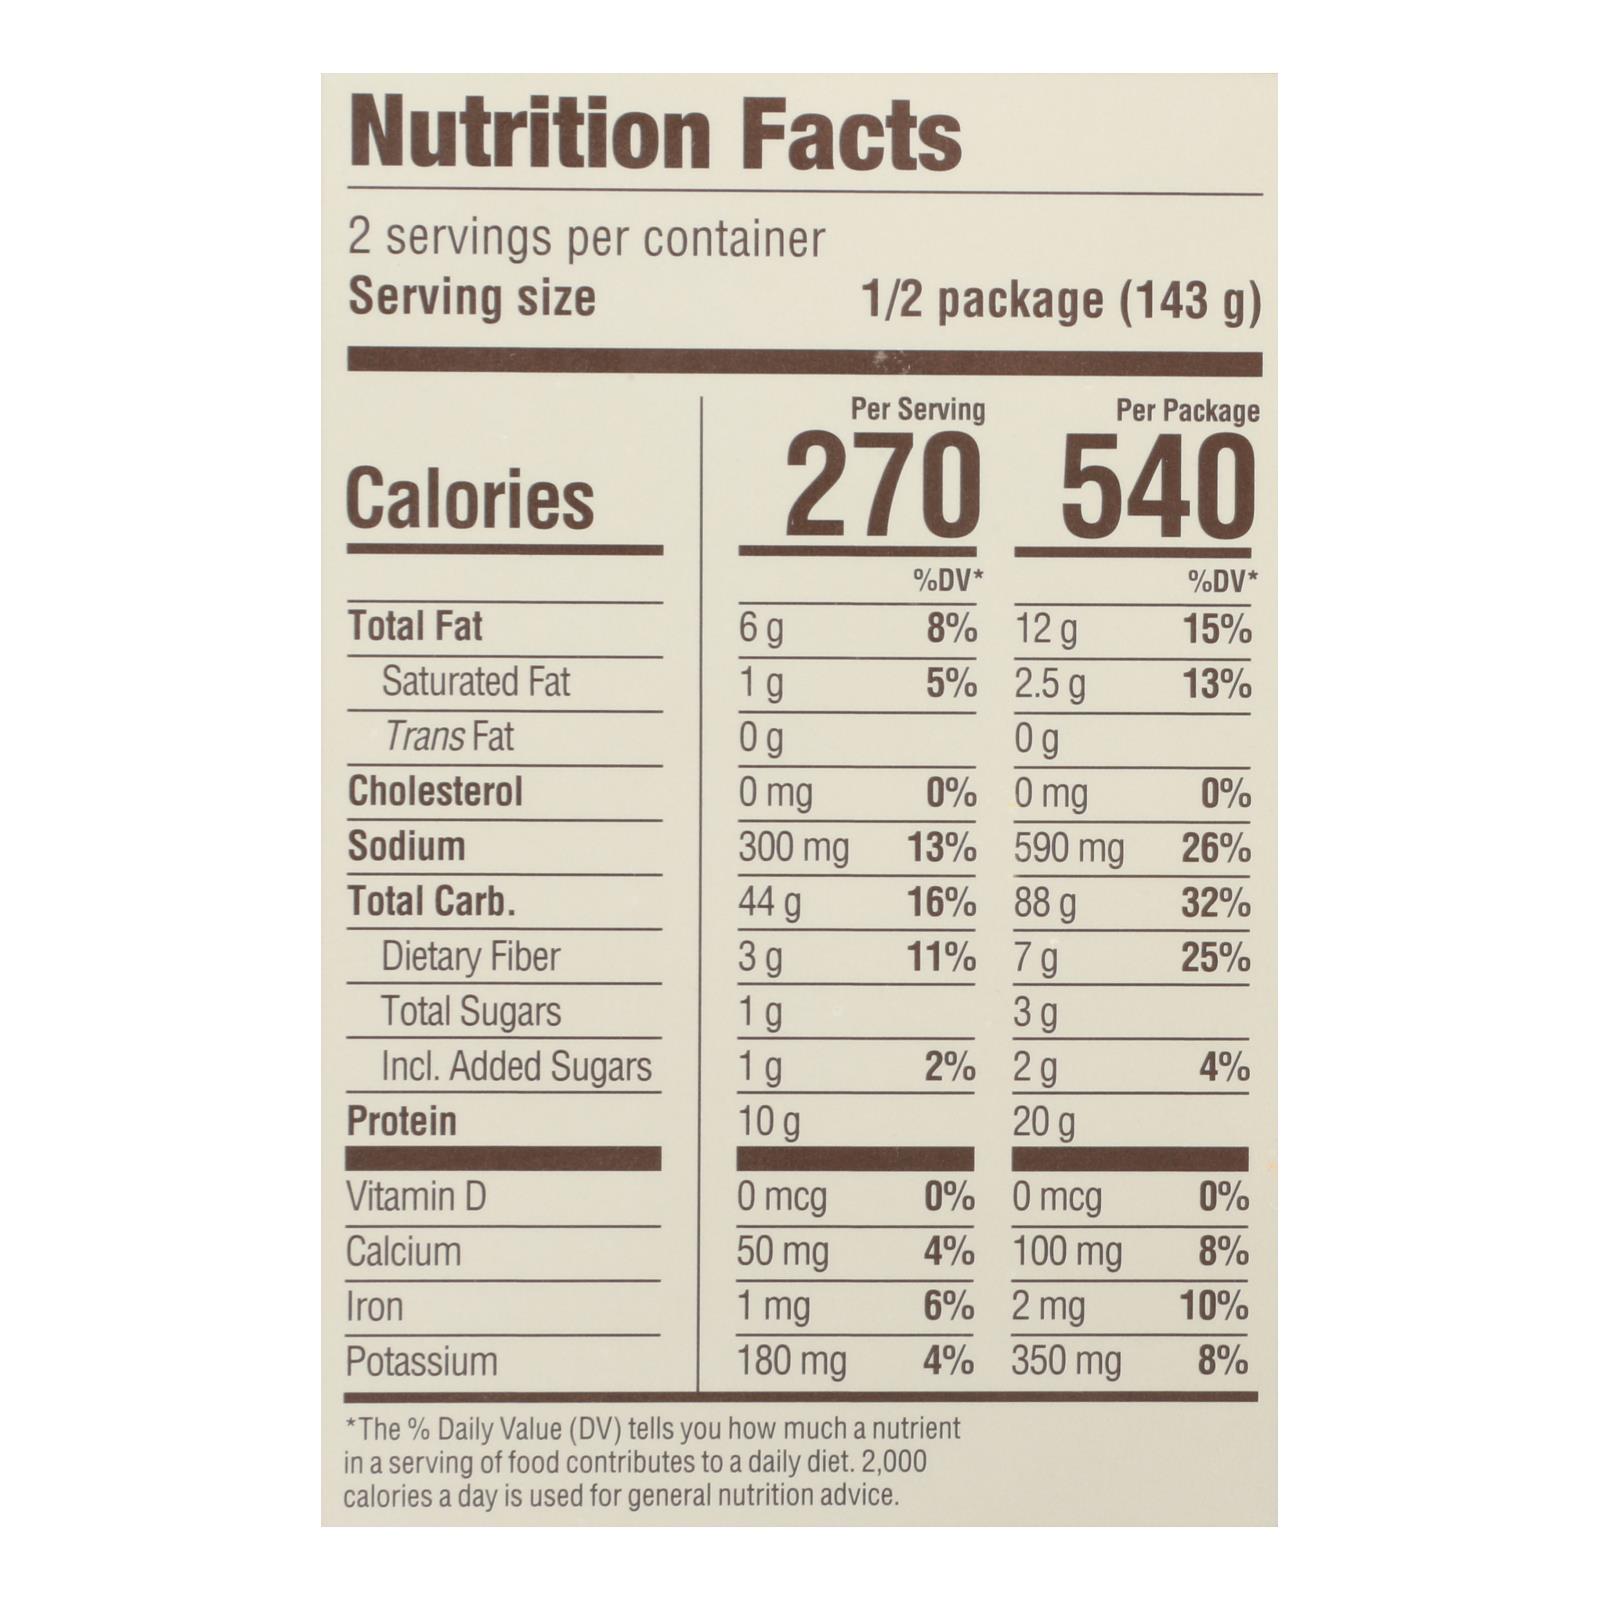 Nutrition Facts
2 servings per container
Serving size 1/2 package (143 g)
Per Serving Per Package
Calories 270 540
%DV* %DV*
Total Fat 6 g 8% 12 g 15%
Saturated Fat 1 g 5% 2.5 g 13%
Trans Fat 0 g 0 g
Cholesterol 0 mg 0% 0 mg 0%
Sodium 300 mg 13% 590 mg 26%
Total Carb. 44 g 16% 88 g 32%
Dietary Fiber 3 g 11% 7 g 25%
Total Sugars 1 g 3 g
Incl. Added Sugars 1 g 2% 2 g 4%
Protein 10 g 20 g
Vitamin D 0 mcg 0% 0 mcg 0%
Calcium 50 mg 4% 100 mg 8%
Iron 1 mg 6% 2 mg 10%
Potassium 180 mg 4% 350 mg 8%
*The % Daily Value (DV) tells you how much a nutrient
in a serving of food contributes to a daily diet. 2,000
calories a day is used for general nutrition advice.